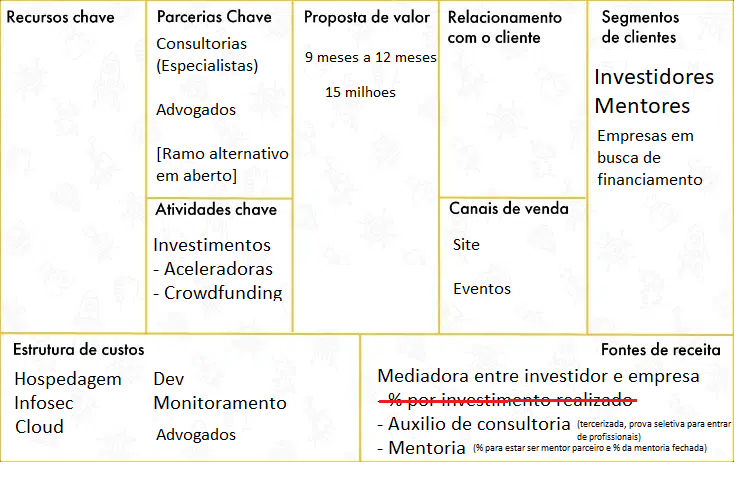 Recursos chave
Parcerias Chave
Consultorias
(Especialistas)
Advogados
[Ramo alternativo
em aberto]
Atividades chave
Investimentos
- Aceleradoras
- Crowdfunding
Proposta de valor
9 meses a 12 meses
15 milhoes
Relacionamento
com o cliente
Canais de venda
Site
Eventos
Segmentos
de clientes
Investidores
Mentores
Empresas em
busca de
financiamento
Estrutura de custos
Hospedagem
Infosec
Cloud
Dev
Monitoramento
Advogados
Fontes de receita
Mediadora entre investidor e empresa
- % por investimento realizado
- Auxilio de consultoria (tercerizada, prova seletiva para entrar
de profissionais)
- Mentoria (% para estar ser mentor parceiro e % da mentoria fechada)